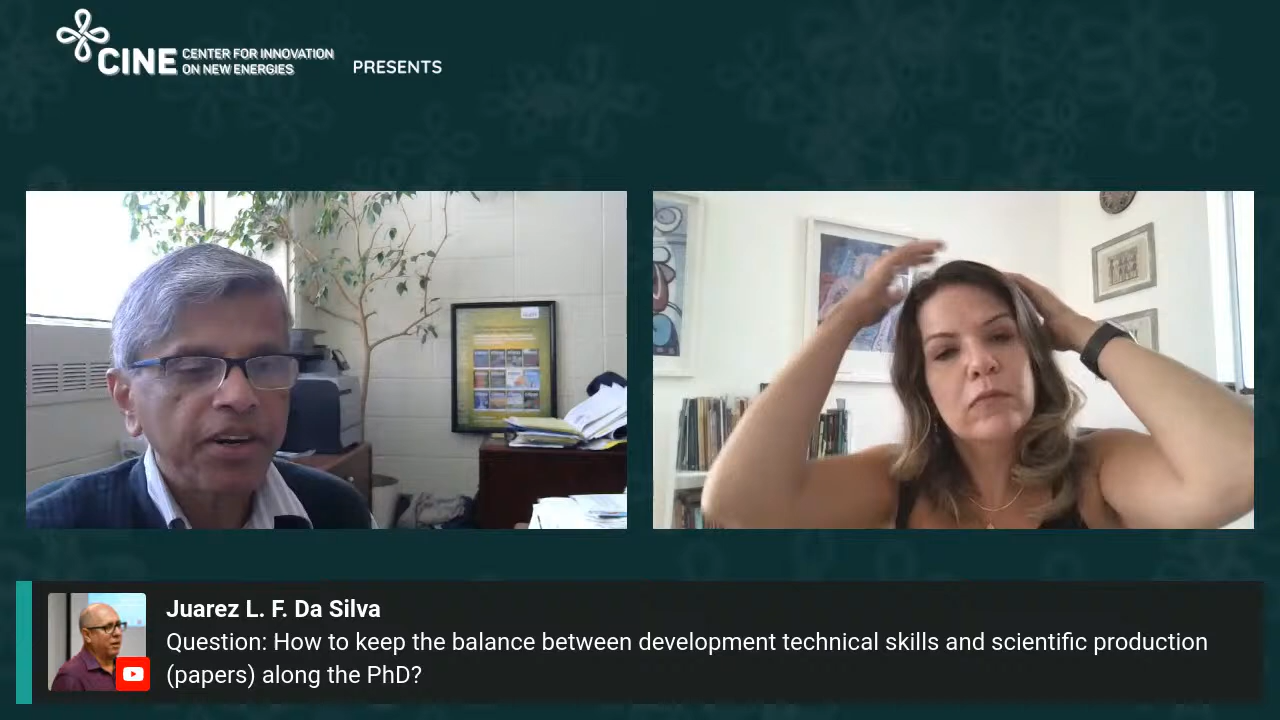 CINE CENTER FOR INNOVATION
ON NEW ENERGIES
PRESENTS
Juarez L. F. Da Silva
Question: How to keep the balance between development technical skills and scientific production
(papers) along the PhD?